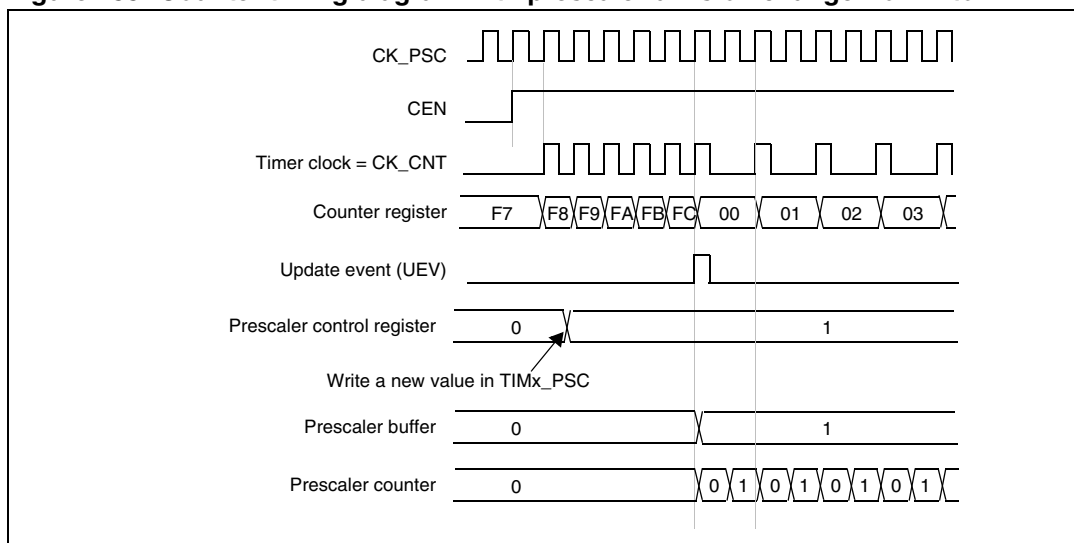 CK_PSC
CEN
Timer clock = CK_CNT
Counter register F7 F8 F9 FA FB FC 00 01 02 03
Update event (UEV)
Prescaler control register 0 1
Write a new value in TIMx_PSC
Prescaler buffer 0 1
Prescaler counter 0 0 1 0 1 0 1 0 1